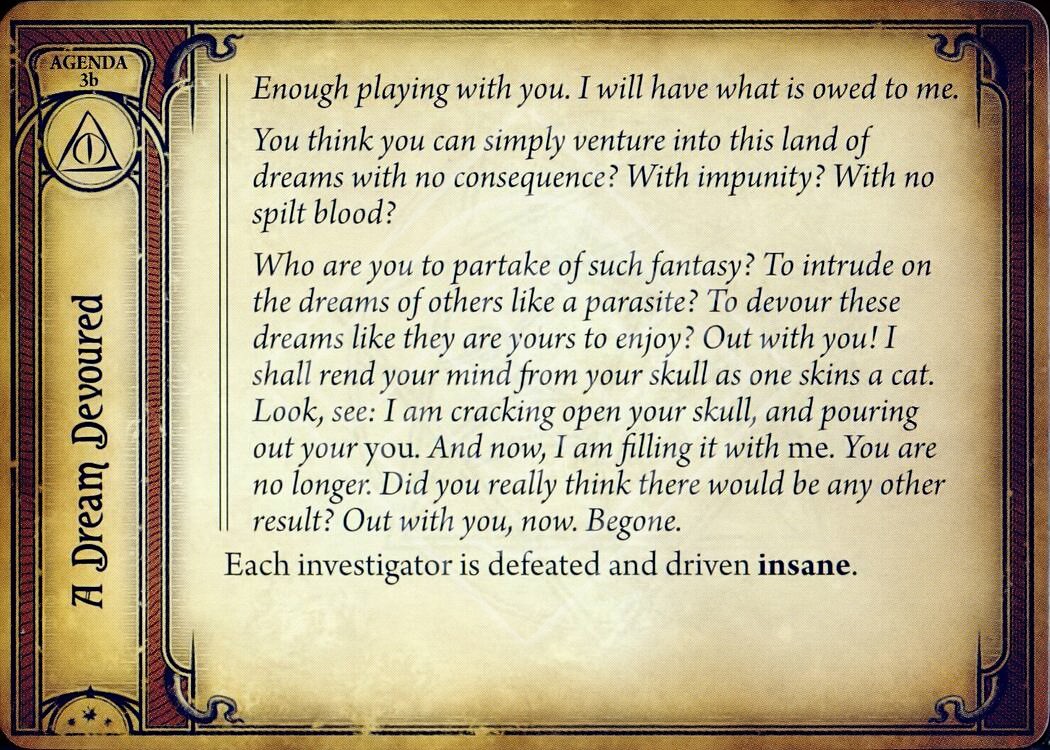 AGENDA
3b
A Dream Devoured
Enough playing with you. I will have what is owed to me.
You think you can simply venture into this land of
dreams with no consequence? With impunity? With no
spilt blood?
Who are you to partake of such fantasy? To intrude on
the dreams of others like a parasite? To devour these
dreams like they are yours to enjoy? Out with you! I
shall rend your mind from your skull as one skins a cat.
Look, see: I am cracking open your skull, and pouring
out your you. And now, I am filling it with me. You are
no longer. Did you really think there would be any other
result? Out with you, now. Begone.
Each investigator is defeated and driven insane.